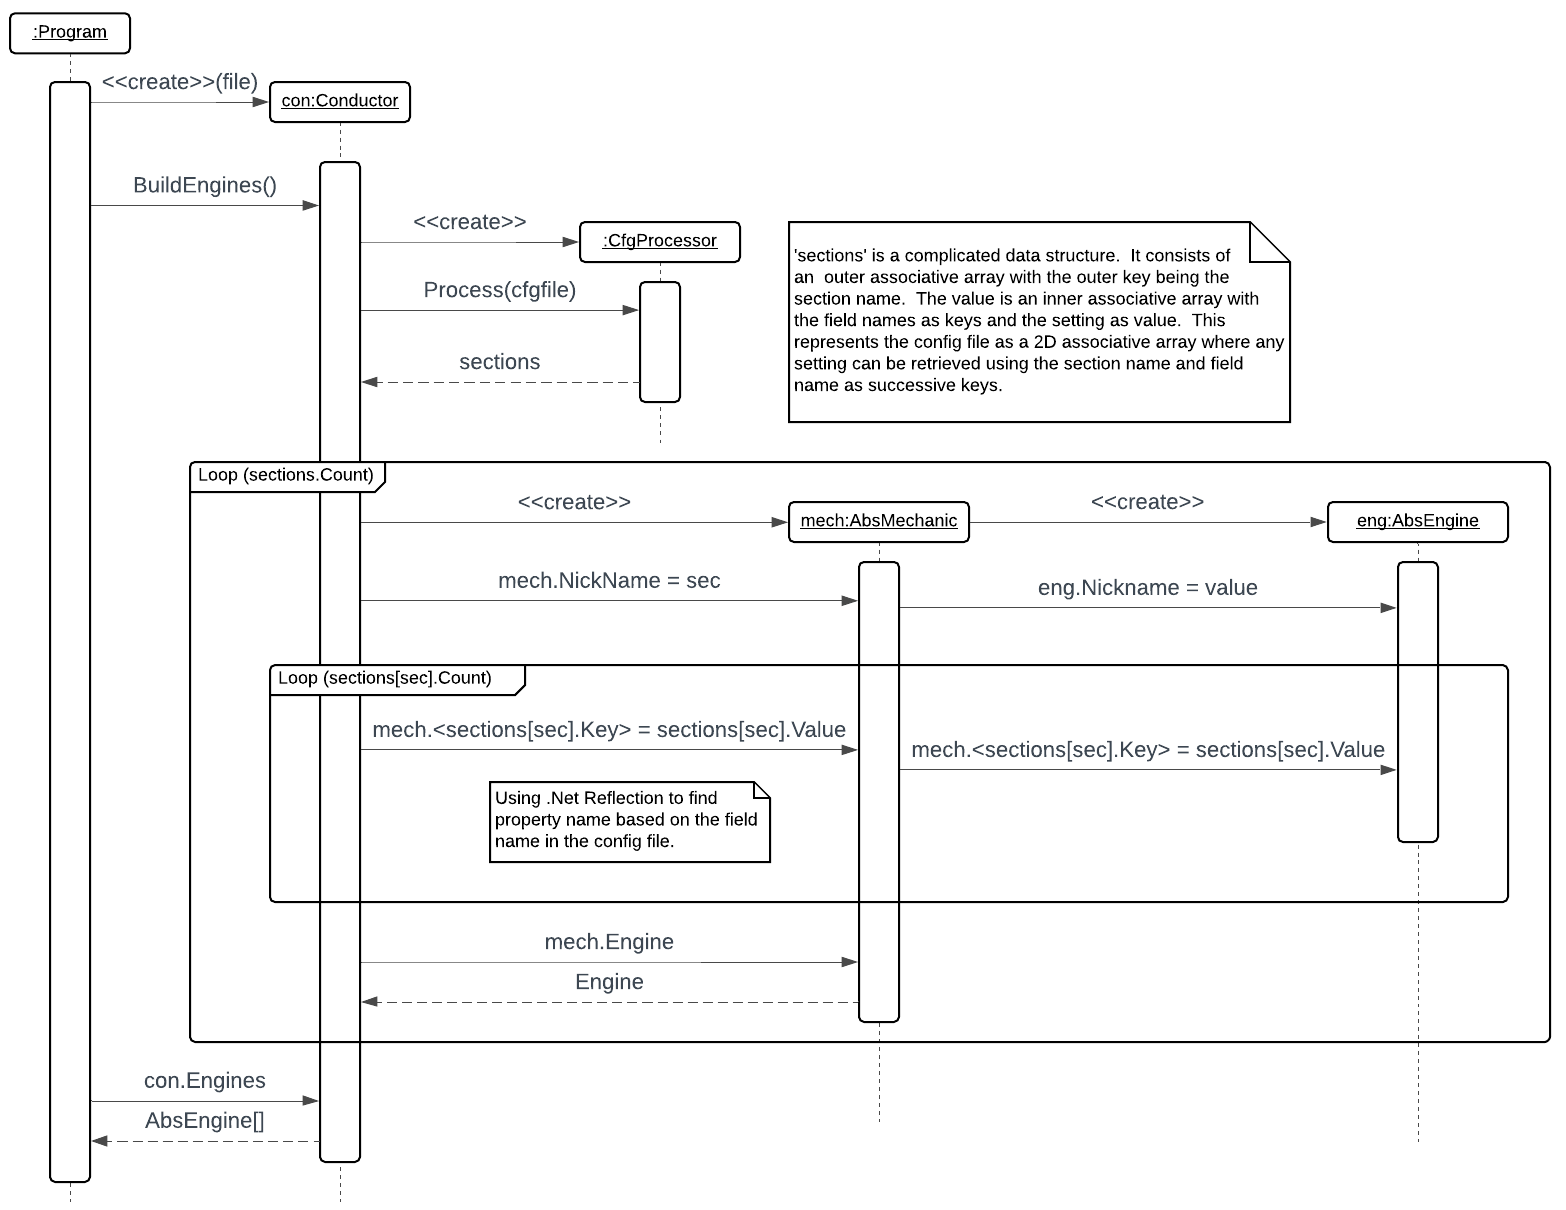 :Program
<<create>>(file)
con:Conductor
BuildEngines()
<<create>>
:CfgProcessor
Process(cfgfile)
sections
'sections' is a complicated data structure.  It consists of
an  outer associative array with the outer key being the
section name.  The value is an inner associative array with
the field names as keys and the setting as value.  This
represents the config file as a 2D associative array where any
setting can be retrieved using the section name and field
name as successive keys.
Loop (sections.Count)
<<create>>
mech:AbsMechanic
<<create>>
eng:AbsEngine
mech.NickName = sec
eng.Nickname = value
Loop (sections[sec].Count)
mech.<sections[sec].Key> = sections[sec].Value
mech.<sections[sec].Key> = sections[sec].Value
Using .Net Reflection to find
property name based on the field
name in the config file.
mech.Engine
Engine
con.Engines
AbsEngine[]